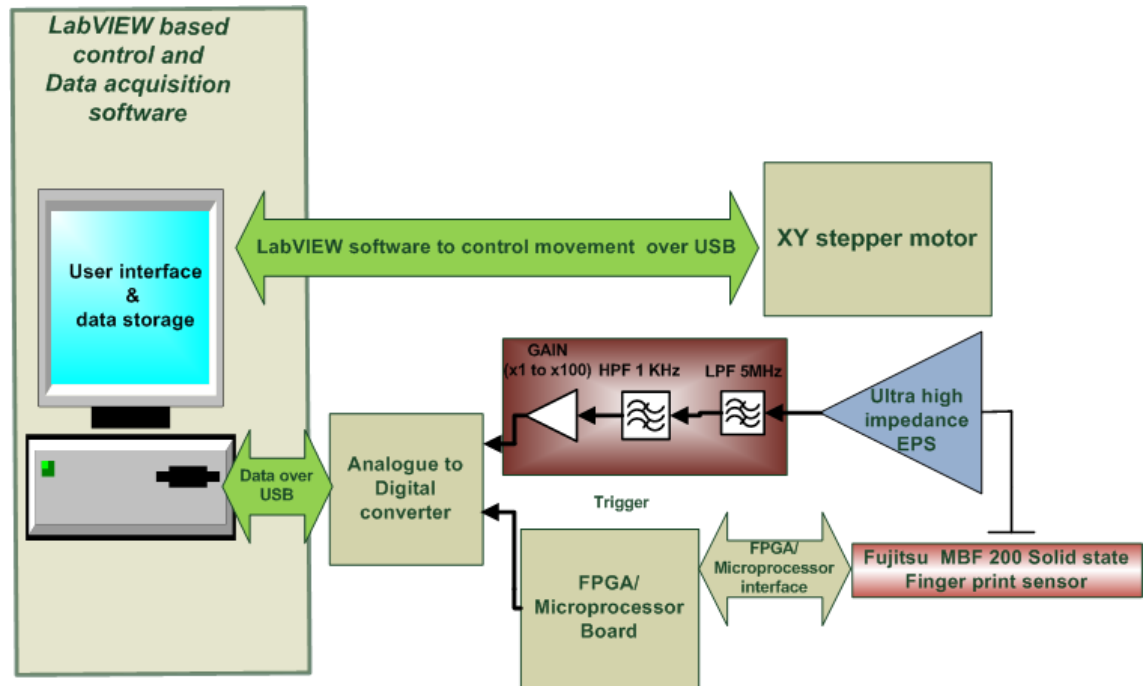 LabVIEW based
control and
Data acquisition
software
User interface
&
data storage
LabVIEW software to control movement over USB
XY stepper motor
GAIN
(x1 to x100)
HPF 1 KHz
LPF 5MHz
Ultra high
impedance
EPS
Data over
USB
Analogue to
Digital
converter
Trigger
FPGA/
Microprocessor
Board
FPGA/
Microprocessor
interface
Fujitsu MBF 200 Solid state
Finger print sensor